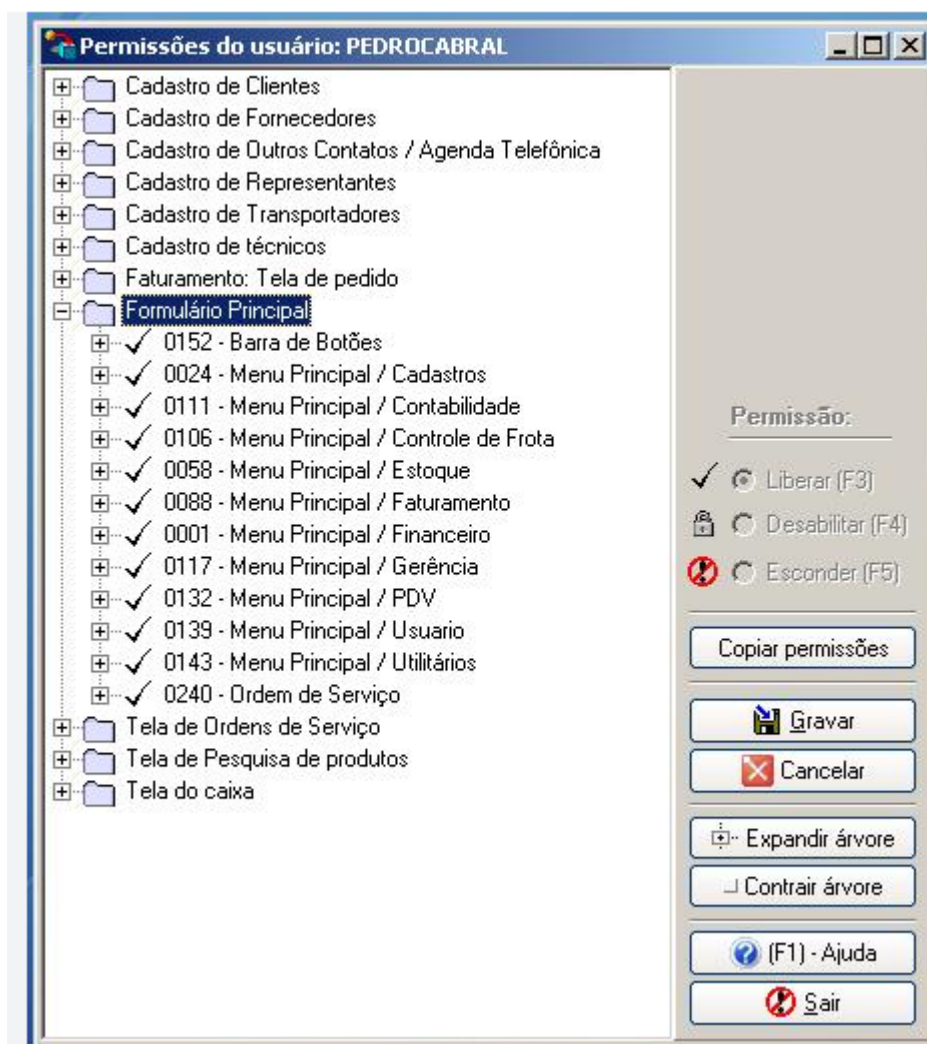 Permissões do usuário: PEDROCABRAL
Cadastro de Clientes
Cadastro de Fornecedores
Cadastro de Outros Contatos / Agenda Telefônica
Cadastro de Representantes
Cadastro de Transportadores
Cadastro de técnicos
Faturamento: Tela de pedido
Formulário Principal
0152 - Barra de Botões
0024 - Menu Principal / Cadastros
0111 - Menu Principal / Contabilidade
0106 - Menu Principal / Controle de Frota
0058 - Menu Principal / Estoque
0088 - Menu Principal / Faturamento
0001 - Menu Principal / Financeiro
0117 - Menu Principal / Gerência
0132 - Menu Principal / PDV
0139 - Menu Principal / Usuario
0143 - Menu Principal / Utilitários
0240 - Ordem de Serviço
Tela de Ordens de Serviço
Tela de Pesquisa de produtos
Tela do caixa
Permissão:
Liberar (F3)
Desabilitar (F4)
Esconder (F5)
Copiar permissões
Gravar
Cancelar
Expandir árvore
Contrair árvore
(F1) - Ajuda
Sair